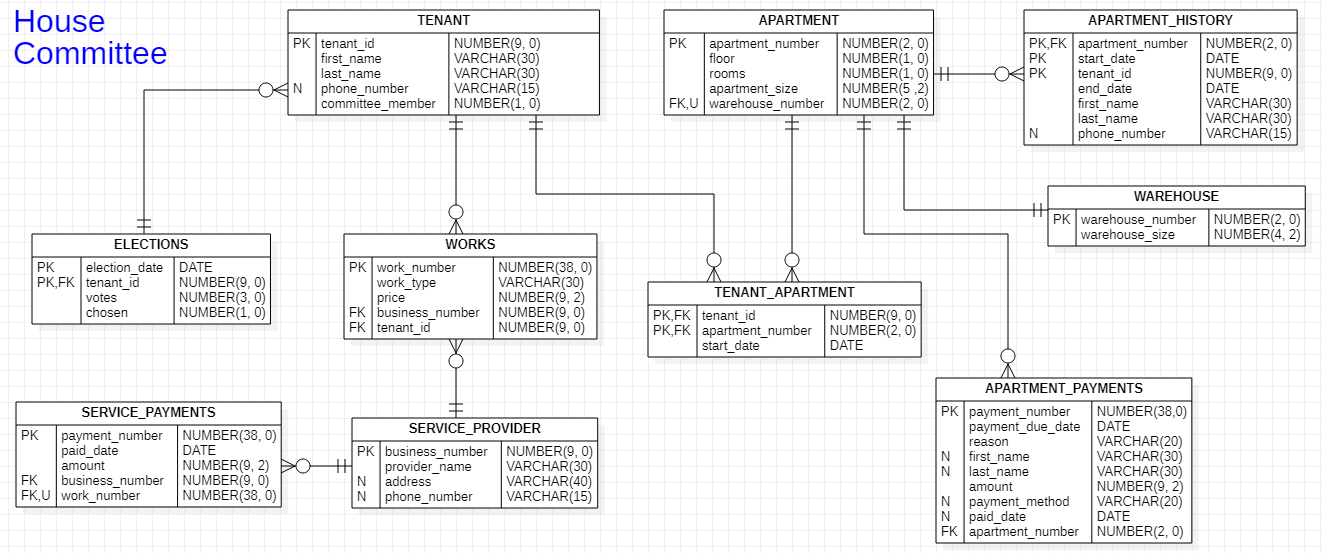 House
Committee
TENANT
PK tenant_id NUMBER(9, 0)
first_name VARCHAR(30)
last_name VARCHAR(30)
N phone_number VARCHAR(15)
committee_member NUMBER(1, 0)
APARTMENT
PK apartment_number NUMBER(2, 0)
floor NUMBER(1, 0)
rooms NUMBER(1, 0)
apartment_size NUMBER(5 ,2)
FK,U warehouse_number NUMBER(2, 0)
APARTMENT_HISTORY
PK,FK apartment_number NUMBER(2, 0)
PK start_date DATE
PK tenant_id NUMBER(9, 0)
end_date DATE
first_name VARCHAR(30)
last_name VARCHAR(30)
N phone_number VARCHAR(15)
WAREHOUSE
PK warehouse_number NUMBER(2, 0)
warehouse_size NUMBER(4, 2)
ELECTIONS
PK election_date DATE
PK,FK tenant_id NUMBER(9, 0)
votes NUMBER(3, 0)
chosen NUMBER(1, 0)
WORKS
PK work_number NUMBER(38, 0)
work_type VARCHAR(30)
price NUMBER(9, 2)
FK business_number NUMBER(9, 0)
FK tenant_id NUMBER(9, 0)
TENANT_APARTMENT
PK,FK tenant_id NUMBER(9, 0)
PK,FK apartment_number NUMBER(2, 0)
start_date DATE
APARTMENT_PAYMENTS
PK payment_number NUMBER(38,0)
payment_due_date DATE
reason VARCHAR(20)
N first_name VARCHAR(30)
N last_name VARCHAR(30)
amount NUMBER(9, 2)
N payment_method VARCHAR(20)
N paid_date DATE
FK apartment_number NUMBER(2, 0)
SERVICE_PAYMENTS
PK payment_number NUMBER(38, 0)
paid_date DATE
amount NUMBER(9, 2)
FK business_number NUMBER(9, 0)
FK,U work_number NUMBER(38, 0)
SERVICE_PROVIDER
PK business_number NUMBER(9, 0)
provider_name VARCHAR(30)
N address VARCHAR(40)
N phone_number VARCHAR(15)